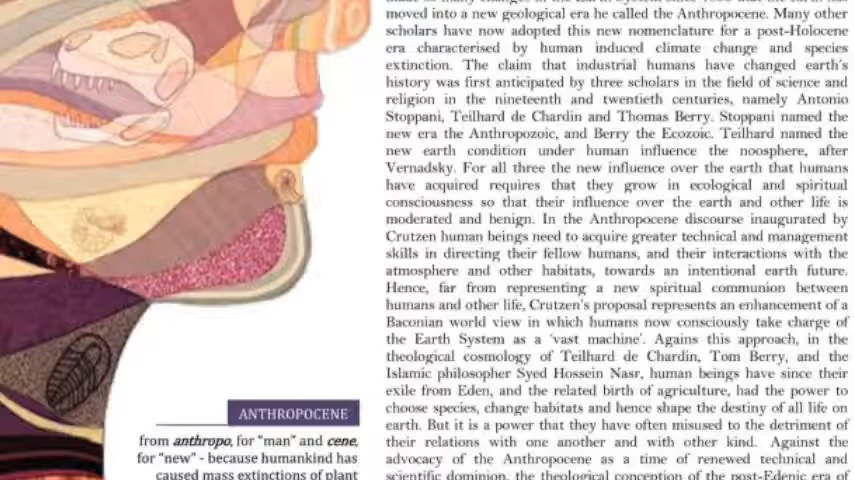 moved into a new geological era he called the Anthropocene. Many other
scholars have now adopted this new nomenclature for a post-Holocene
era characterised by human induced climate change and species
extinction. The claim that industrial humans have changed earth's
history was first anticipated by three scholars in the field of science and
religion in the nineteenth and twentieth centuries, namely Antonio
Stoppani, Teilhard de Chardin and Thomas Berry. Stoppani named the
new era the Anthropozoic, and Berry the Ecozoic. Teilhard named the
new earth condition under human influence the noosphere, after
Vernadsky. For all three the new influence over the earth that humans
have acquired requires that they grow in ecological and spiritual
consciousness so that their influence over the earth and other life is
moderated and benign. In the Anthropocene discourse inaugurated by
Crutzen human beings need to acquire greater technical and management
skills in directing their fellow humans, and their interactions with the
atmosphere and other habitats, towards an intentional earth future.
Hence, far from representing a new spiritual communion between
humans and other life, Crutzen's proposal represents an enhancement of a
Baconian world view in which humans now consciously take charge of
the Earth System as a 'vast machine'. Agains this approach, in the
theological cosmology of Teilhard de Chardin, Tom Berry, and the
Islamic philosopher Syed Hossein Nasr, human beings have since their
exile from Eden, and the related birth of agriculture, had the power to
choose species, change habitats and hence shape the destiny of all life on
earth. But it is a power that they have often misused to the detriment of
their relations with one another and with other kind. Against the
advocacy of the Anthropocene as a time of renewed technical and
scientific dominion, the theological conception of the post-Edenic era of
ANTHROPOCENE
from anthropo, for "man" and cene,
for "new" - because humankind has
caused mass extinctions of plant